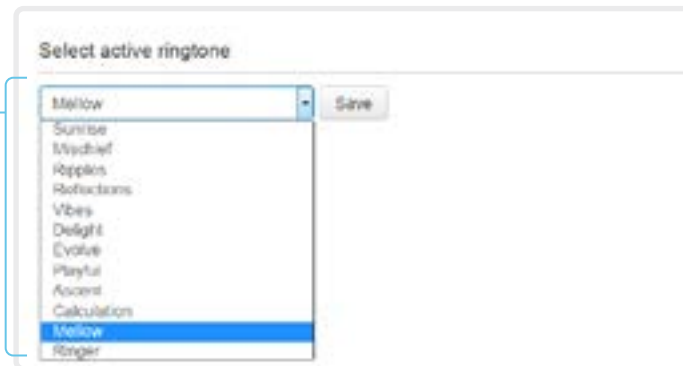 Select active ringtone
Mellow
Save
Sunrise
Mischief
Ripples
Reflections
Vibes
Delight
Evolve
Playful
Ascent
Calculation
Mellow
Ringer